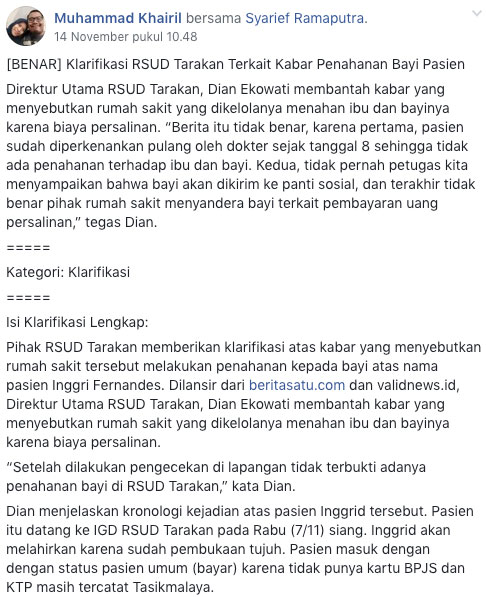 Muhammad Khairil bersama Syarief Ramaputra.
14 November pukul 10.48
[BENAR] Klarifikasi RSUD Tarakan Terkait Kabar Penahanan Bayi Pasien
Direktur Utama RSUD Tarakan, Dian Ekowati membantah kabar yang
menyebutkan rumah sakit yang dikelolanya menahan ibu dan bayinya
karena biaya persalinan. “Berita itu tidak benar, karena pertama, pasien
sudah diperkenankan pulang oleh dokter sejak tanggal 8 sehingga tidak
ada penahanan terhadap ibu dan bayi. Kedua, tidak pernah petugas kita
menyampaikan bahwa bayi akan dikirim ke panti sosial, dan terakhir tidak
benar pihak rumah sakit menyandera bayi terkait pembayaran uang
persalinan,” tegas Dian.
=====
Kategori: Klarifikasi
=====
Isi Klarifikasi Lengkap:
Pihak RSUD Tarakan memberikan klarifikasi atas kabar yang menyebutkan
rumah sakit tersebut melakukan penahanan kepada bayi atas nama
pasien Inggri Fernandes. Dilansir dari beritasatu.com dan validnews.id,
Direktur Utama RSUD Tarakan, Dian Ekowati membantah kabar yang
menyebutkan rumah sakit yang dikelolanya menahan ibu dan bayinya
karena biaya persalinan.
“Setelah dilakukan pengecekan di lapangan tidak terbukti adanya
penahanan bayi di RSUD Tarakan,” kata Dian.
Dian menjelaskan kronologi kejadian atas pasien Inggrid tersebut. Pasien
itu datang ke IGD RSUD Tarakan pada Rabu (7/11) siang. Inggrid akan
melahirkan karena sudah pembukaan tujuh. Pasien masuk dengan
dengan status pasien umum (bayar) karena tidak punya kartu BPJS dan
KTP masih tercatat Tasikmalaya.